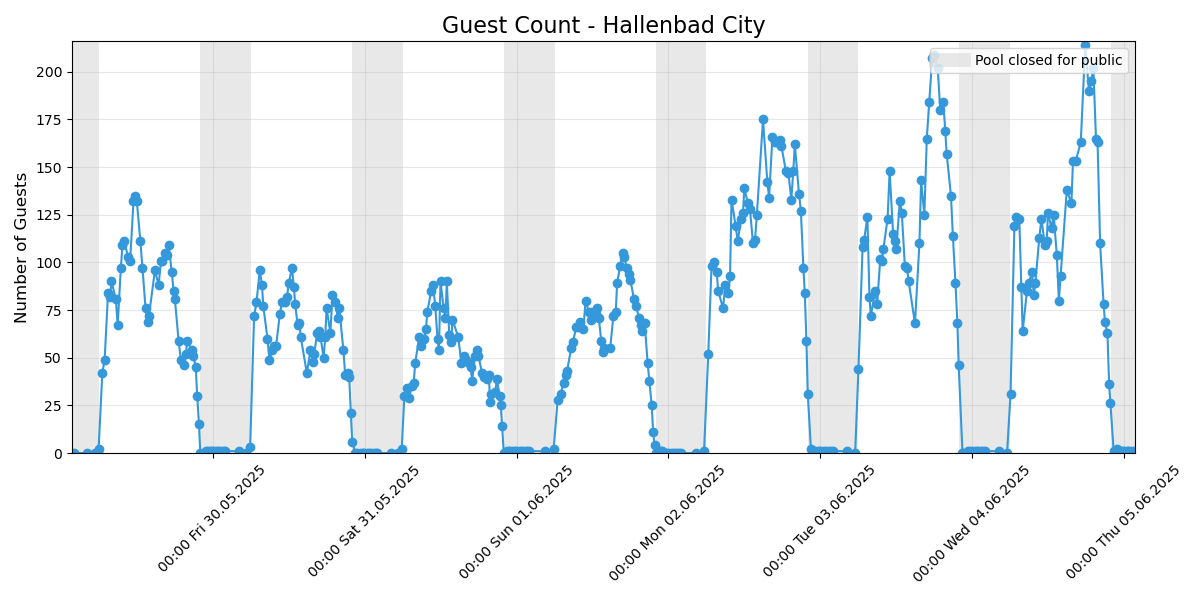 Guest Count - Hallenbad City
Pool closed for public
Number of Guests
200
175
150
125
100
75
50
25
0
00:00 Fri 30.05.2025
00:00 Sat 31.05.2025
00:00 Sun 01.06.2025
00:00 Mon 02.06.2025
00:00 Tue 03.06.2025
00:00 Wed 04.06.2025
00:00 Thu 05.06.2025